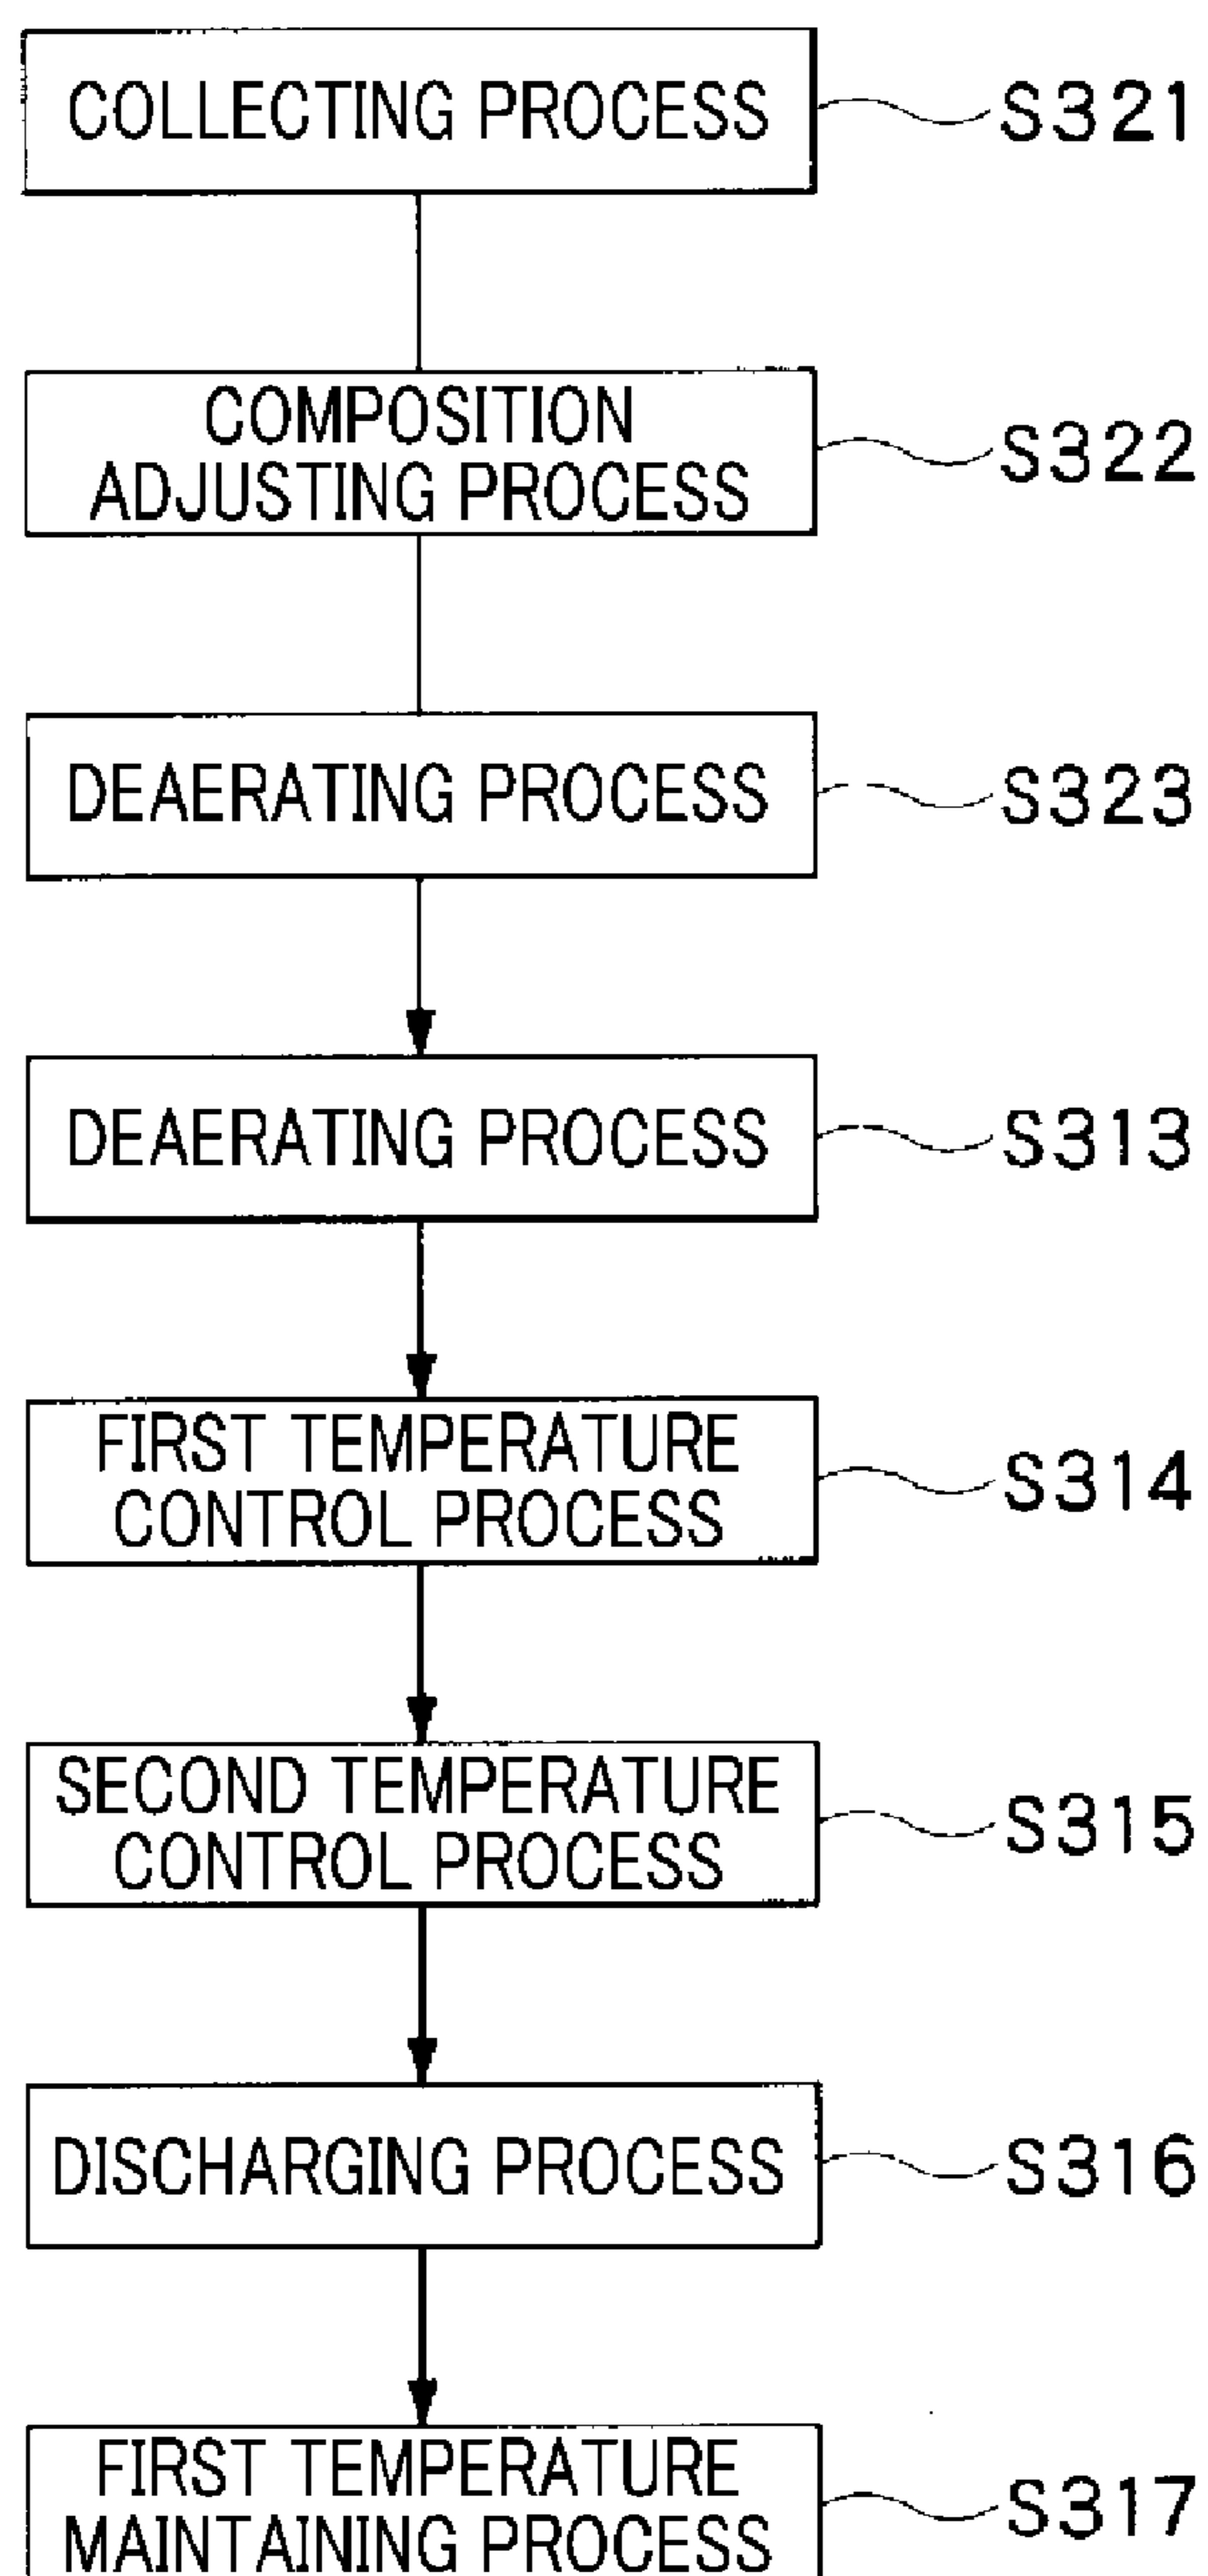 COLLECTING PROCESS S321
COMPOSITION
ADJUSTING PROCESS S322
DEAERATING PROCESS S323
DEAERATING PROCESS S313
FIRST TEMPERATURE
CONTROL PROCESS S314
SECOND TEMPERATURE
CONTROL PROCESS S315
DISCHARGING PROCESS S316
FIRST TEMPERATURE
MAINTAINING PROCESS S317